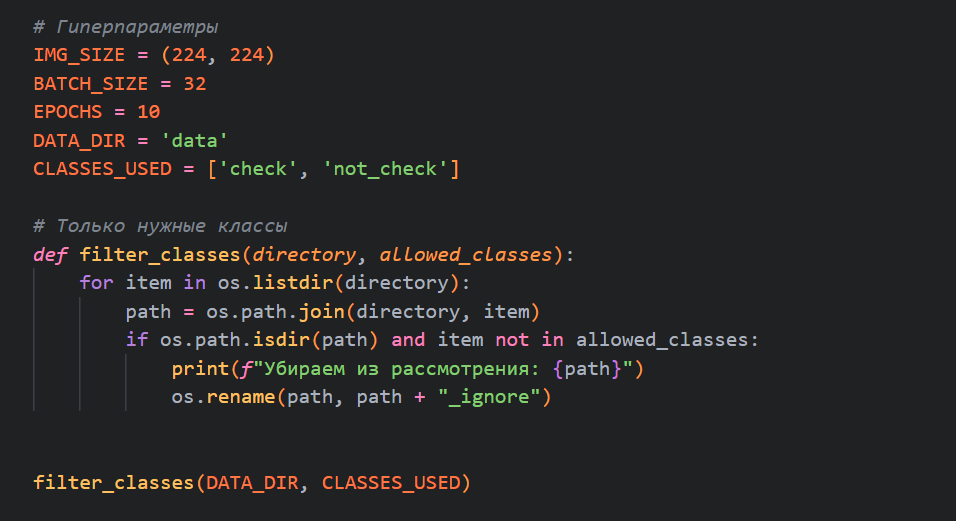 # Гиперпараметры
IMG_SIZE = (224, 224)
BATCH_SIZE = 32
EPOCHS = 10
DATA_DIR = 'data'
CLASSES_USED = ['check', 'not_check']
# Только нужные классы
def filter_classes(directory, allowed_classes):
    for item in os.listdir(directory):
        path = os.path.join(directory, item)
        if os.path.isdir(path) and item not in allowed_classes:
            print(f"Убираем из рассмотрения: {path}")
            os.rename(path, path + "_ignore")
filter_classes(DATA_DIR, CLASSES_USED)